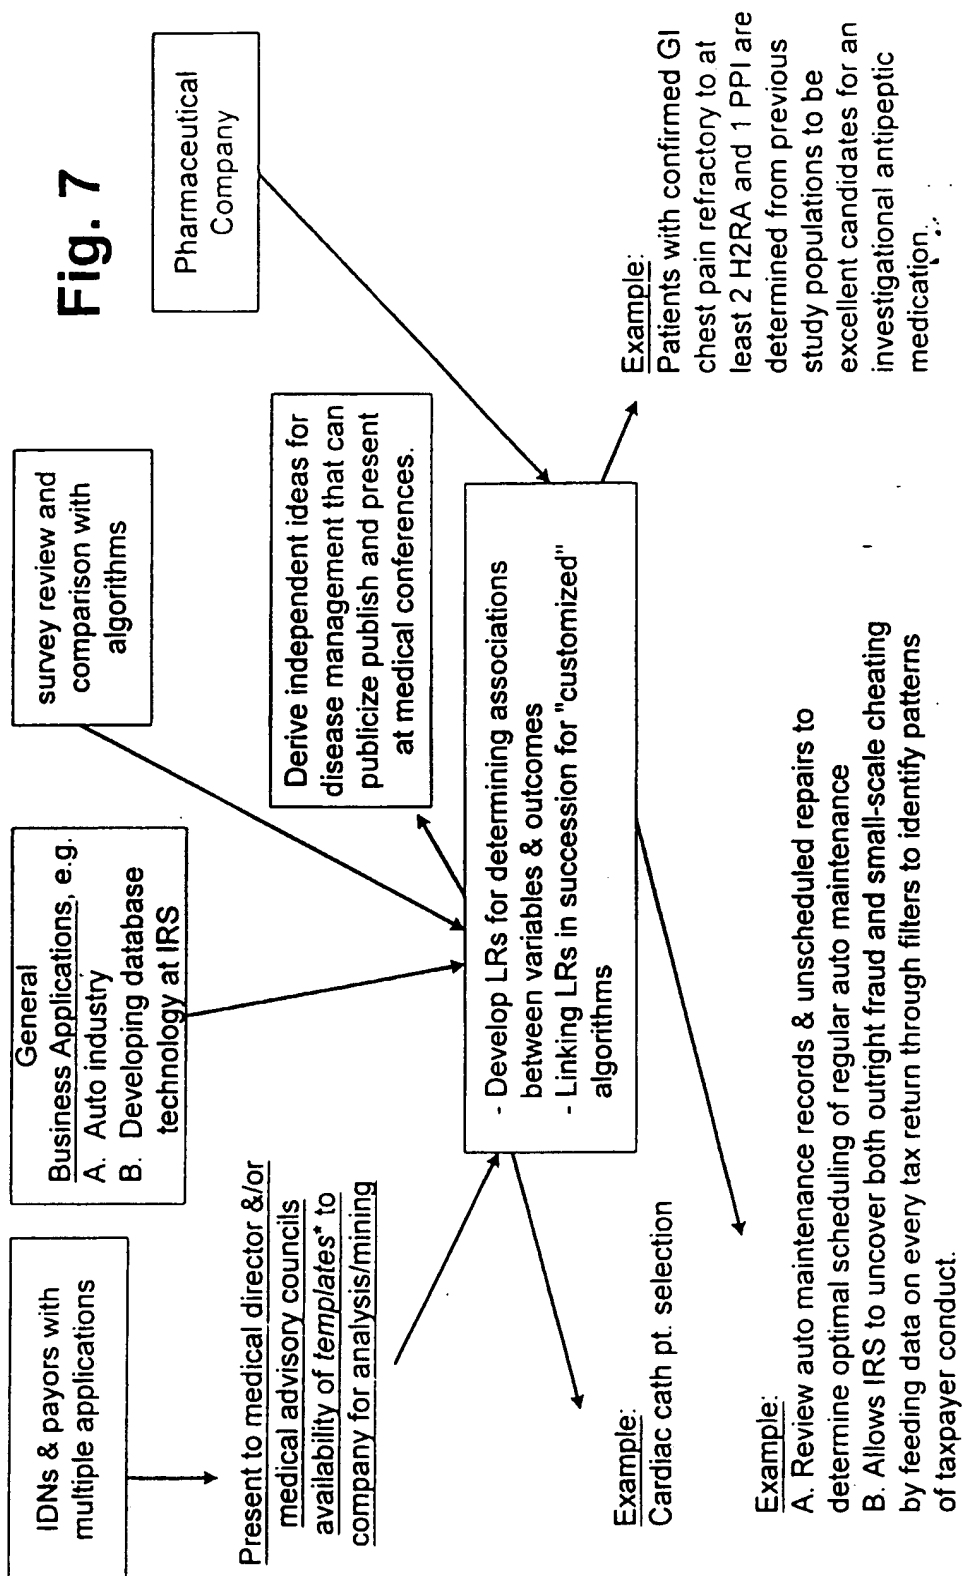 Fig. 7
IDNs & payors with
multiple applications
General
Business Applications, e.g.
A. Auto industry
B. Developing database
technology at IRS
survey review and
comparison with
algorithms
Pharmaceutical
Company
Present to medical director &/or
medical advisory councils
availability of templates* to
company for analysis/mining
Derive independent ideas for
disease management that can
publicize publish and present
at medical conferences.
- Develop LRs for determining associations
between variables & outcomes
- Linking LRs in succession for "customized"
algorithms
Example:
Cardiac cath pt. selection
Example:
Patients with confirmed GI
chest pain refractory to at
least 2 H2RA and 1 PPI are
determined from previous
study populations to be
excellent candidates for an
investigational antipeptic
medication.
Example:
A. Review auto maintenance records & unscheduled repairs to
determine optimal scheduling of regular auto maintenance
B. Allows IRS to uncover both outright fraud and small-scale cheating
by feeding data on every tax return through filters to identify patterns
of taxpayer conduct.